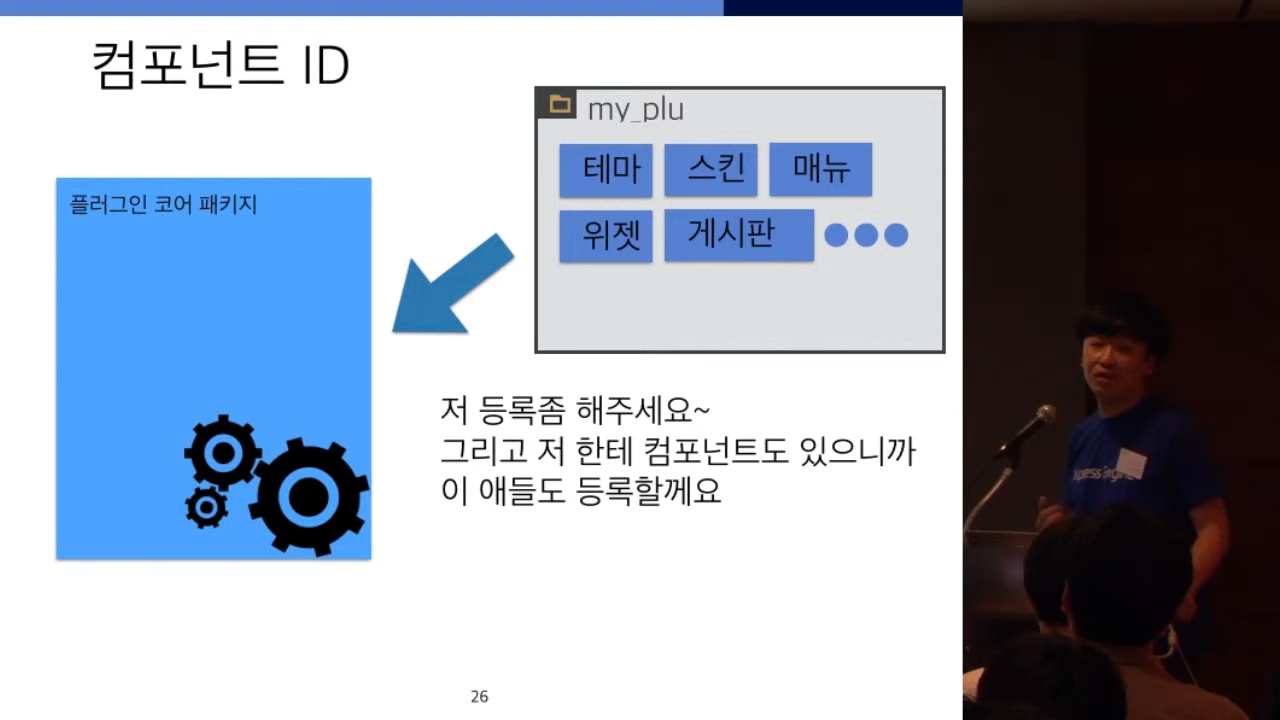 컴포넌트 ID
my_plu
테마
스킨
매뉴
위젯
게시판
플러그인 코어 패키지
저 등록좀 해주세요~
그리고 저 한테 컴포넌트도 있으니까
이 애들도 등록할께요
26